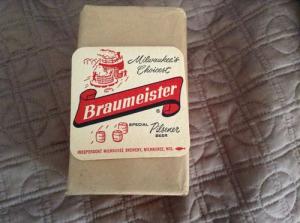 Milwaukee's
Choicest
Braumeister
SPECIAL Pilsener
BEER
INDEPENDENT MILWAUKEE BREWERY, MILWAUKEE, WIS.